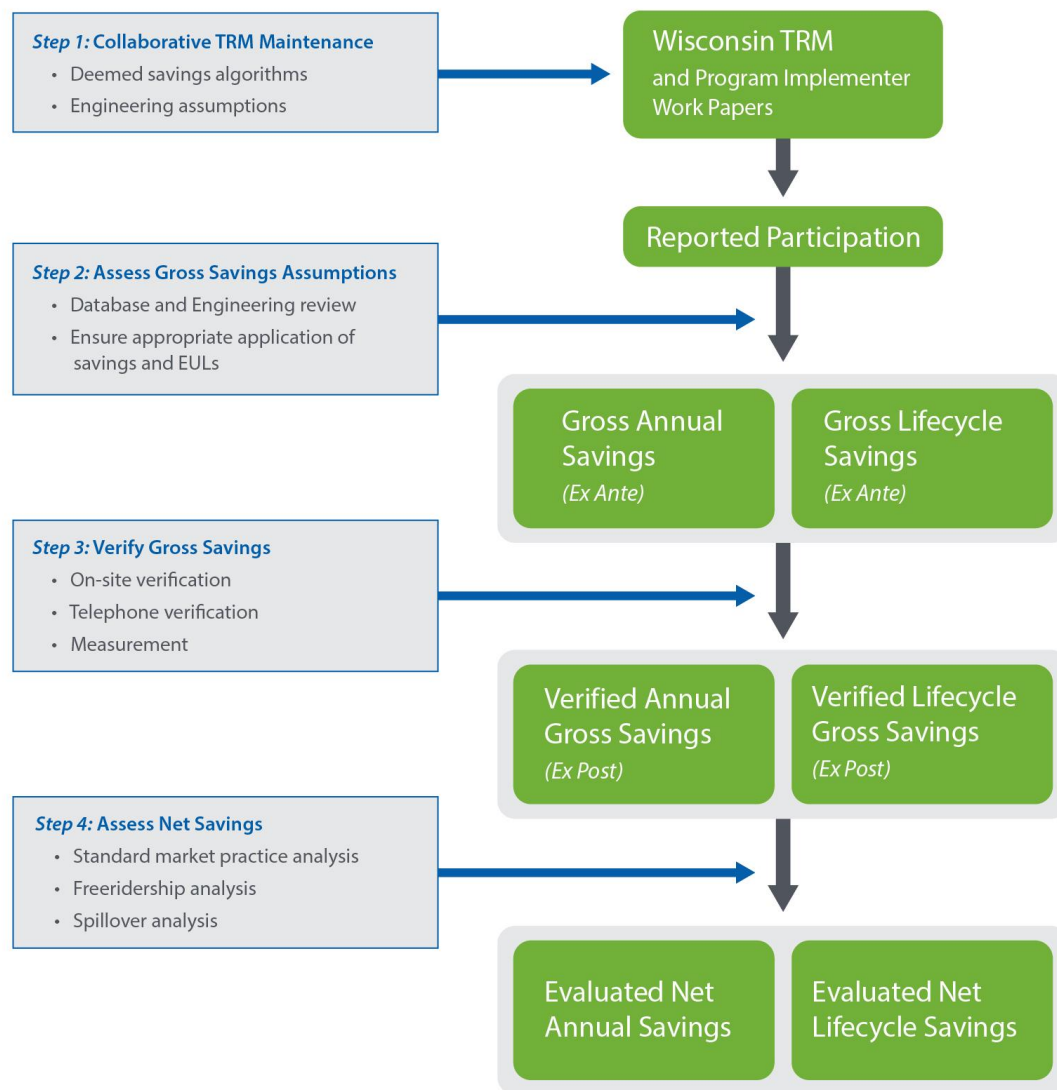 Step 1: Collaborative TRM Maintenance
• Deemed savings algorithms
• Engineering assumptions
Wisconsin TRM
and Program Implementer
Work Papers
Reported Participation
Step 2: Assess Gross Savings Assumptions
• Database and Engineering review
• Ensure appropriate application of
savings and EULs
Gross Annual
Savings
(Ex Ante)
Gross Lifecycle
Savings
(Ex Ante)
Step 3: Verify Gross Savings
• On-site verification
• Telephone verification
• Measurement
Verified Annual
Gross Savings
(Ex Post)
Verified Lifecycle
Gross Savings
(Ex Post)
Step 4: Assess Net Savings
• Standard market practice analysis
• Freeridership analysis
• Spillover analysis
Evaluated Net
Annual Savings
Evaluated Net
Lifecycle Savings